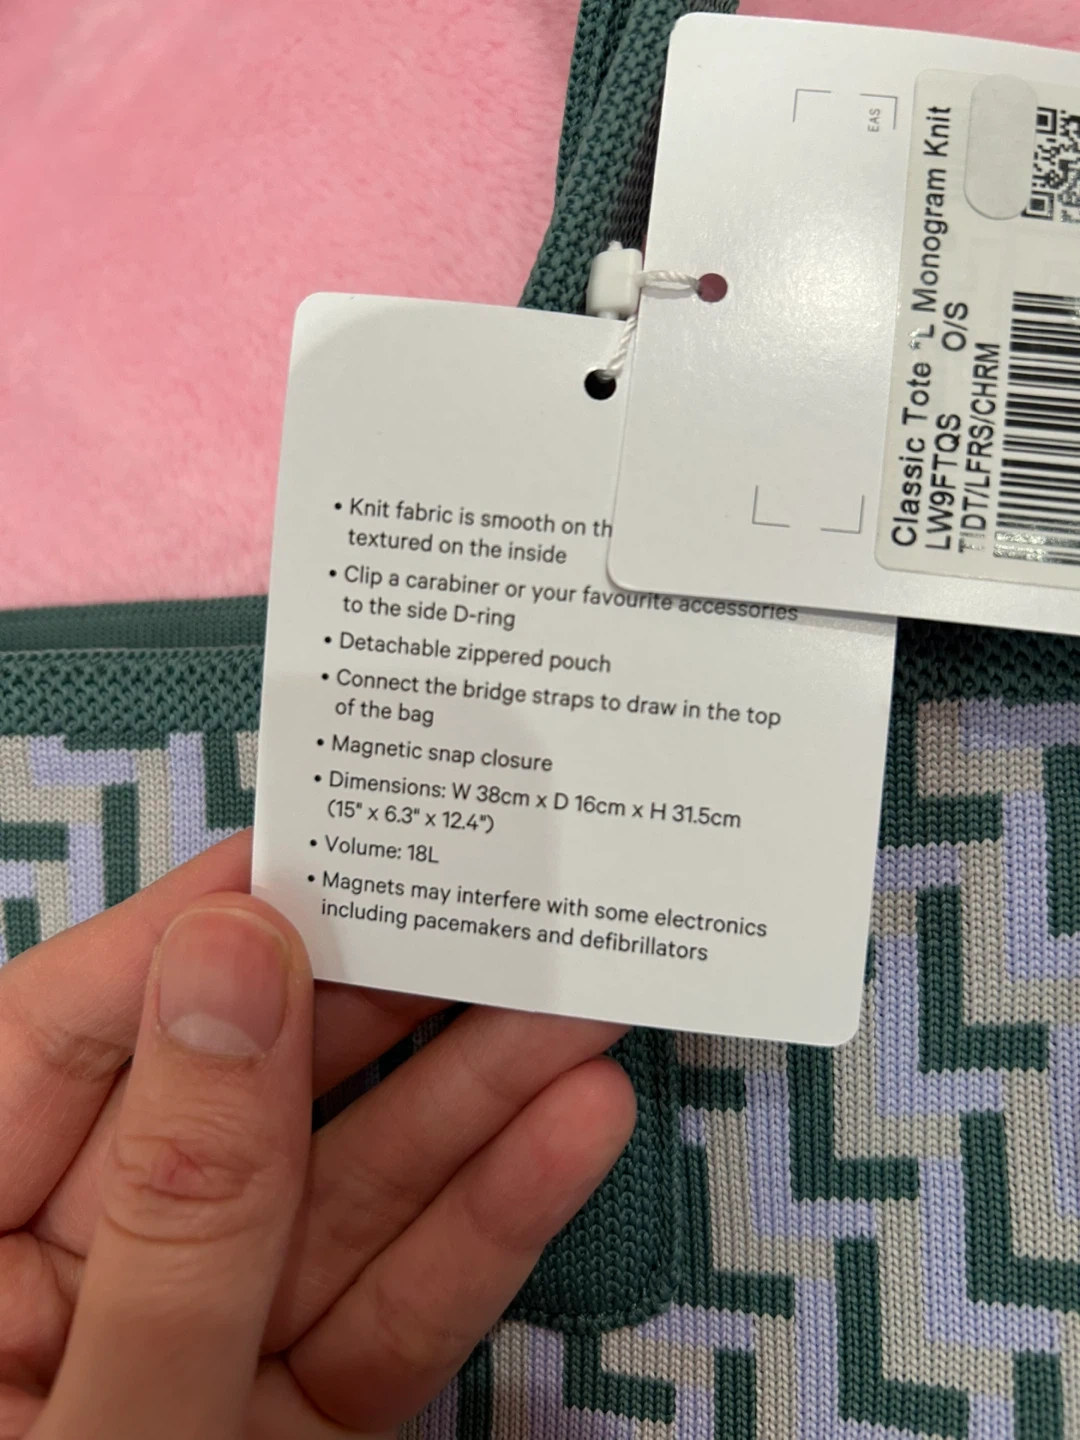 EAS
Classic Tote *L Monogram Knit
LW9FTQS O/S
TIDT/LFRS/CHRM
• Knit fabric is smooth on th
textured on the inside
• Clip a carabiner or your favourite accessories
to the side D-ring
• Detachable zippered pouch
• Connect the bridge straps to draw in the top
of the bag
• Magnetic snap closure
• Dimensions: W 38cm x D 16cm x H 31.5cm
(15" x 6.3" x 12.4")
• Volume: 18L
• Magnets may interfere with some electronics
including pacemakers and defibrillators